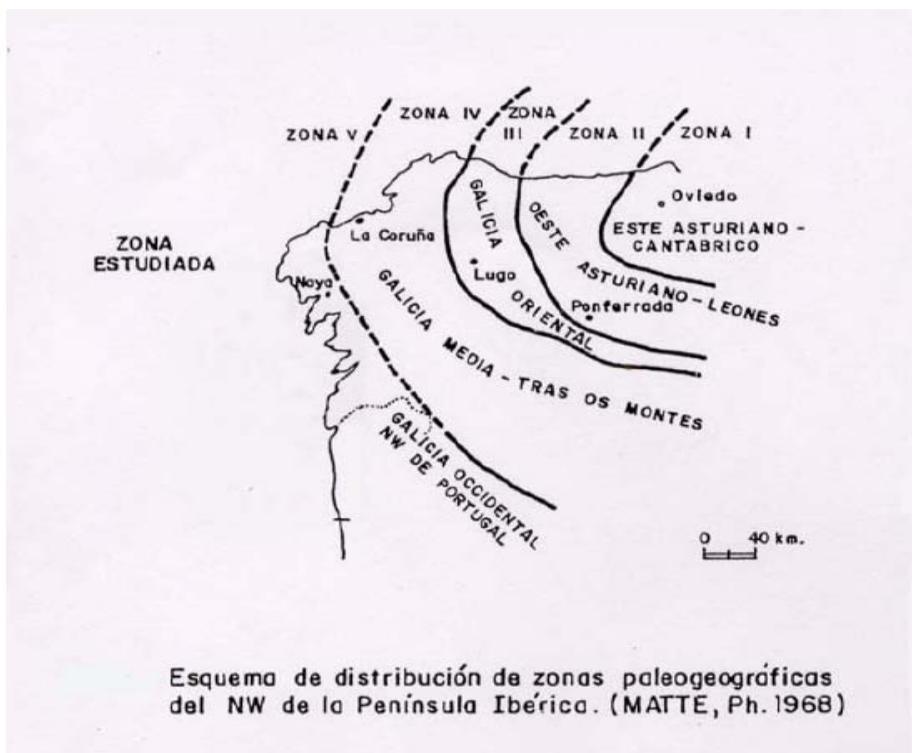 ZONA V
ZONA IV
ZONA
III
ZONA II
ZONA I
Oviedo
ESTE ASTURIANO-
CANTABRICO
ZONA
ESTUDIADA
La Coruña
Noya
GALICIA
ORIENTAL
Lugo
OESTE ASTURIANO-LEONES
Ponferrada
GALICIA MEDIA - TRAS OS MONTES
GALICIA OCCIDENTAL
NW DE PORTUGAL
0 40 km.
Esquema de distribución de zonas paleogeográficas
del NW de la Península Ibérica. (MATTE, Ph. 1968)